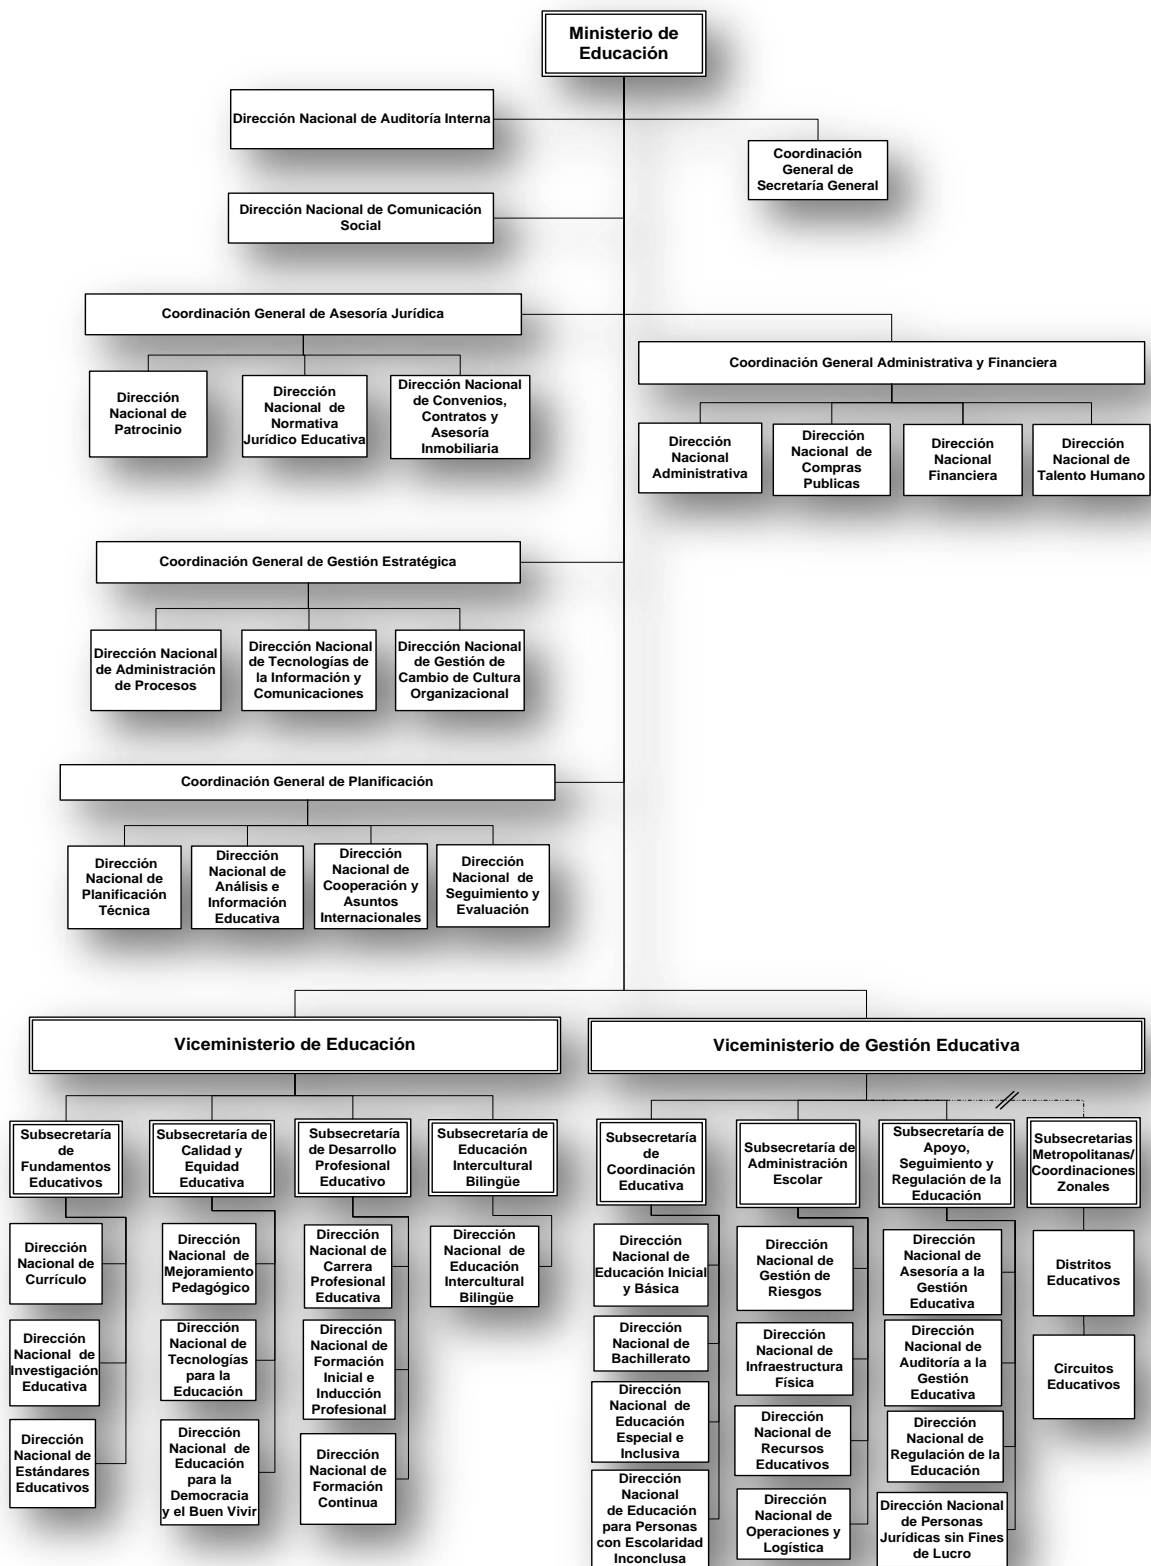 Ministerio de
Educación
Dirección Nacional de Auditoría Interna
Coordinación
General de
Secretaría General
Dirección Nacional de Comunicación
Social
Coordinación General de Asesoría Jurídica
Dirección
Nacional de
Patrocinio
Dirección
Nacional  de
Normativa
Jurídico Educativa
Dirección Nacional
de Convenios,
Contratos y
Asesoría
Inmobiliaria
Coordinación General Administrativa y Financiera
Dirección
Nacional
Administrativa
Dirección
Nacional  de
Compras
Publicas
Dirección
Nacional
Financiera
Dirección
Nacional de
Talento Humano
Coordinación General de Gestión Estratégica
Dirección Nacional
de Administración
de Procesos
Dirección Nacional
de Tecnologías de
la Información y
Comunicaciones
Dirección Nacional
de Gestión de
Cambio de Cultura
Organizacional
Coordinación General de Planificación
Dirección
Nacional de
Planificación
Técnica
Dirección
Nacional de
Análisis e
Información
Educativa
Dirección
Nacional de
Cooperación y
Asuntos
Internacionales
Dirección
Nacional  de
Seguimiento y
Evaluación
Viceministerio de Educación
Viceministerio de Gestión Educativa
Subsecretaría
de
Fundamentos
Educativos
Subsecretaría de
Calidad y
Equidad
Educativa
Subsecretaría
de Desarrollo
Profesional
Educativo
Subsecretaría de
Educación
Intercultural
Bilingüe
Subsecretaría
de
Coordinación
Educativa
Subsecretaría de
Administración
Escolar
Subsecretaría de
Apoyo,
Seguimiento y
Regulación de la
Educación
Subsecretarias
Metropolitanas/
Coordinaciones
Zonales
Dirección
Nacional de
Currículo
Dirección
Nacional  de
Investigación
Educativa
Dirección
Nacional de
Estándares
Educativos
Dirección
Nacional  de
Mejoramiento
Pedagógico
Dirección
Nacional de
Tecnologías
para la
Educación
Dirección
Nacional  de
Educación
para la
Democracia
y el Buen Vivir
Dirección
Nacional de
Carrera
Profesional
Educativa
Dirección
Nacional de
Formación
Inicial e
Inducción
Profesional
Dirección
Nacional de
Formación
Continua
Dirección
Nacional  de
Educación
Intercultural
Bilingüe
Dirección
Nacional de
Educación Inicial
y Básica
Dirección
Nacional de
Bachillerato
Dirección
Nacional  de
Educación
Especial e
Inclusiva
Dirección
Nacional
de Educación
para Personas
con Escolaridad
Inconclusa
Dirección
Nacional de
Gestión de
Riesgos
Dirección
Nacional de
Infraestructura
Física
Dirección
Nacional de
Recursos
Educativos
Dirección
Nacional de
Operaciones y
Logística
Dirección
Nacional de
Asesoría a la
Gestión
Educativa
Dirección
Nacional de
Auditoría a la
Gestión
Educativa
Dirección
Nacional de
Regulación de la
Educación
Dirección Nacional
de Personas
Jurídicas sin Fines
de Lucro
Distritos
Educativos
Circuitos
Educativos